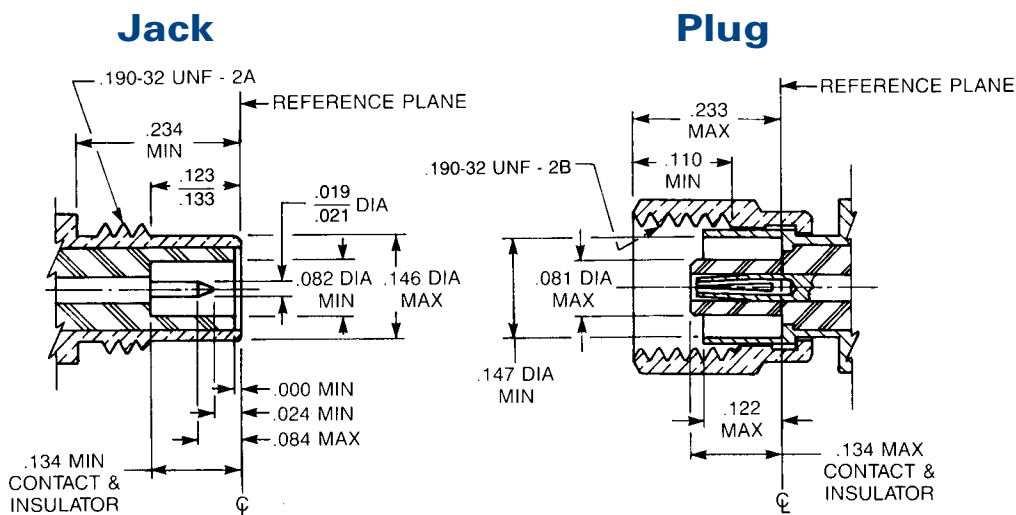 Jack
.190-32 UNF - 2A
REFERENCE PLANE
.234
MIN
.123
.133
.019
.021
DIA
.082 DIA
MIN
.146 DIA
MAX
.000 MIN
.024 MIN
.084 MAX
.134 MIN
CONTACT &
INSULATOR
℄
Plug
REFERENCE PLANE
.233
MAX
.190-32 UNF - 2B
.110
MIN
.081 DIA
MAX
.147 DIA
MIN
.122
MAX
.134 MAX
CONTACT &
INSULATOR
℄